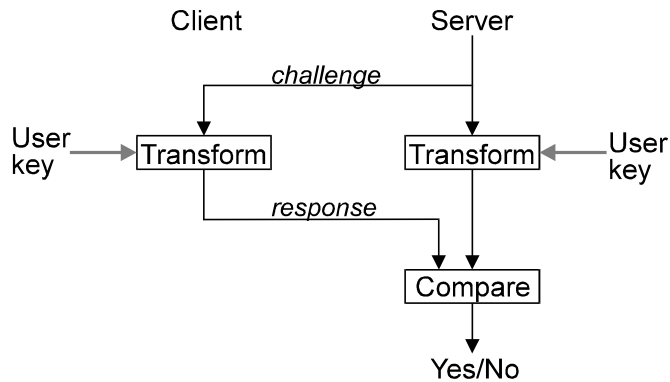 Client
Server
challenge
User
key
Transform
Transform
User
key
response
Compare
Yes/No